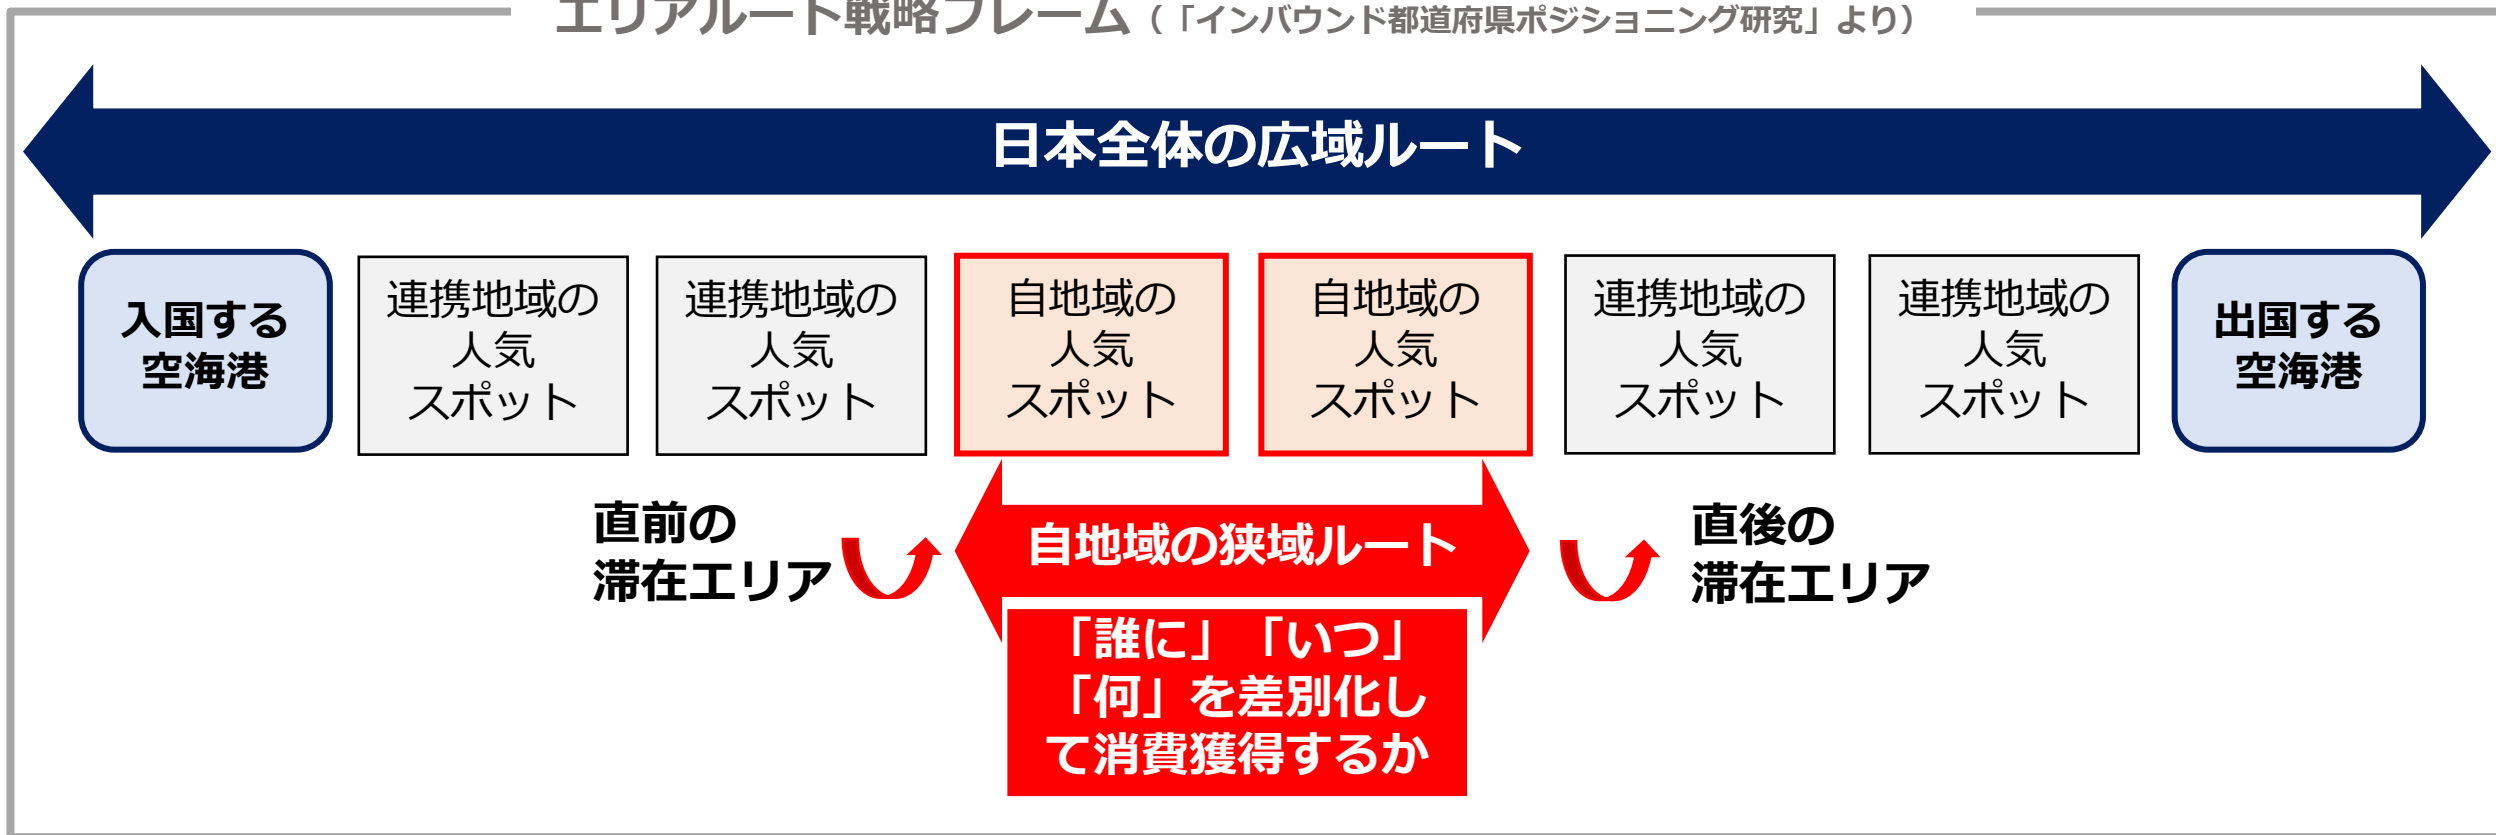 エリアルート戦略フレーム（「インバウンド都道府県ポジショニング戦略」より）
日本全体の広域ルート
入国する
空海港
連携地域の
人気
スポット
連携地域の
人気
スポット
自地域の
人気
スポット
自地域の
人気
スポット
連携地域の
人気
スポット
連携地域の
人気
スポット
出国する
空海港
直前の
滞在エリア
自地域の狭域ルート
直後の
滞在エリア
「誰に」「いつ」
「何」を差別化し
て消費獲得するか